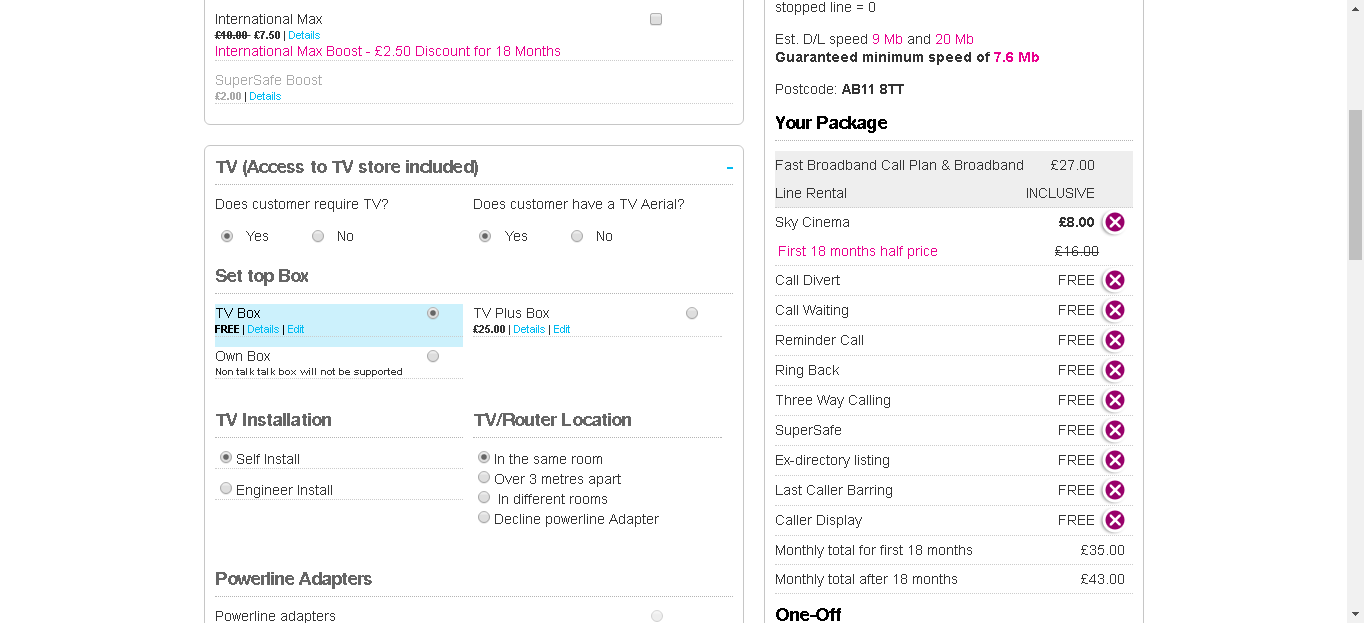 International Max
£10.00 £7.50 | Details
International Max Boost - £2.50 Discount for 18 Months
SuperSafe Boost
£2.00 | Details
TV (Access to TV store included)
-
Does customer require TV? Does customer have a TV Aerial?
Yes No Yes No
Set top Box
TV Box TV Plus Box
FREE | Details | Edit £25.00 | Details | Edit
Own Box
Non talk talk box will not be supported
TV Installation
Self Install
Engineer Install
TV/Router Location
In the same room
Over 3 metres apart
In different rooms
Decline powerline Adapter
Powerline Adapters
Powerline adapters
stopped line = 0
Est. D/L speed 9 Mb and 20 Mb
Guaranteed minimum speed of 7.6 Mb
Postcode: AB11 8TT
Your Package
Fast Broadband Call Plan & Broadband £27.00
Line Rental INCLUSIVE
Sky Cinema £8.00
First 18 months half price £16.00
Call Divert FREE
Call Waiting FREE
Reminder Call FREE
Ring Back FREE
Three Way Calling FREE
SuperSafe FREE
Ex-directory listing FREE
Last Caller Barring FREE
Caller Display FREE
Monthly total for first 18 months £35.00
Monthly total after 18 months £43.00
One-Off